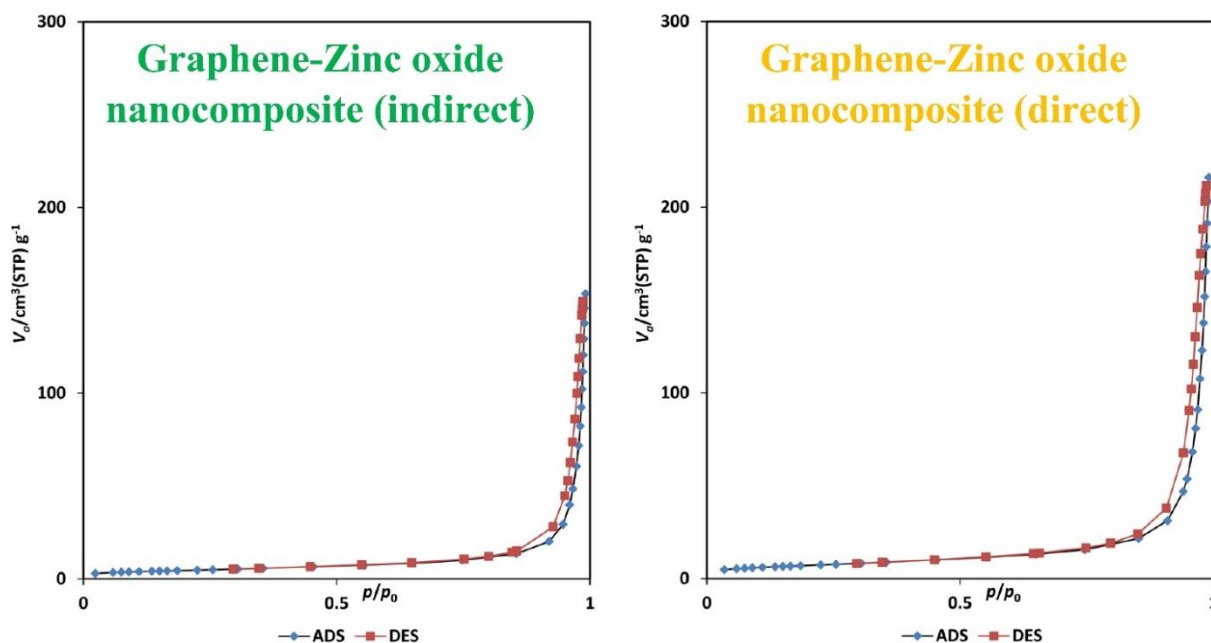 Graphene-Zinc oxide
nanocomposite (indirect)
300
200
100
0
Vₐ/cm³(STP) g⁻¹
0
0.5
1
p/p₀
ADS
DES
Graphene-Zinc oxide
nanocomposite (direct)
300
200
100
0
Vₐ/cm³(STP) g⁻¹
0
0.5
1
p/p₀
ADS
DES